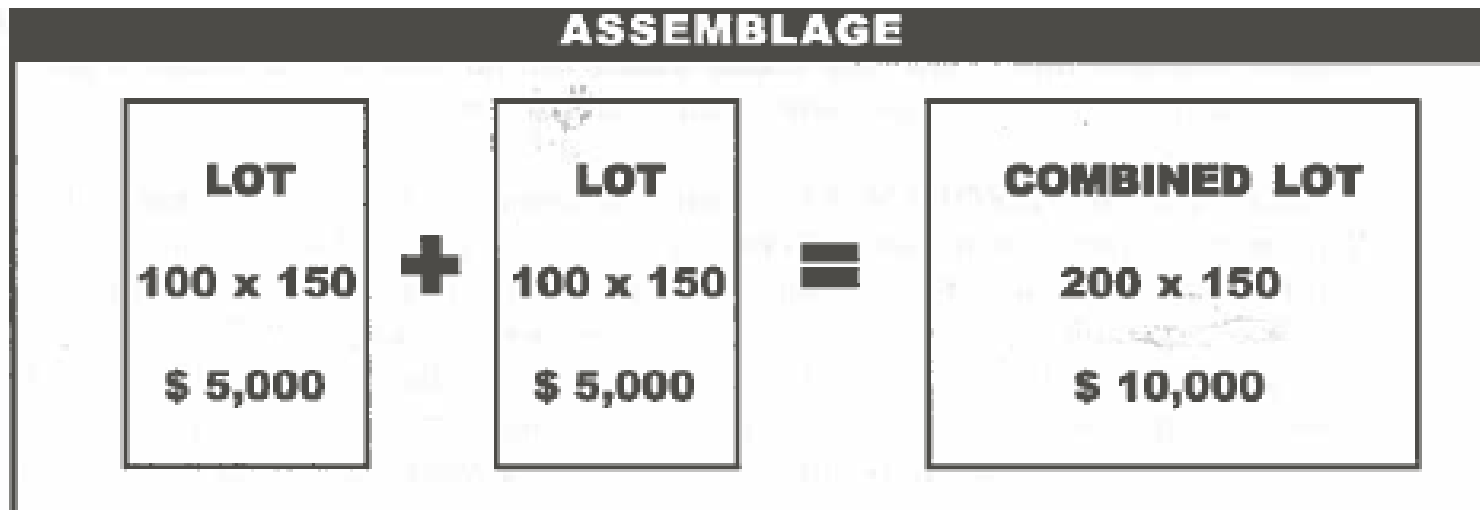 ASSEMBLAGE
LOT
100 x 150
$ 5,000
+
LOT
100 x 150
$ 5,000
=
COMBINED LOT
200 x 150
$ 10,000